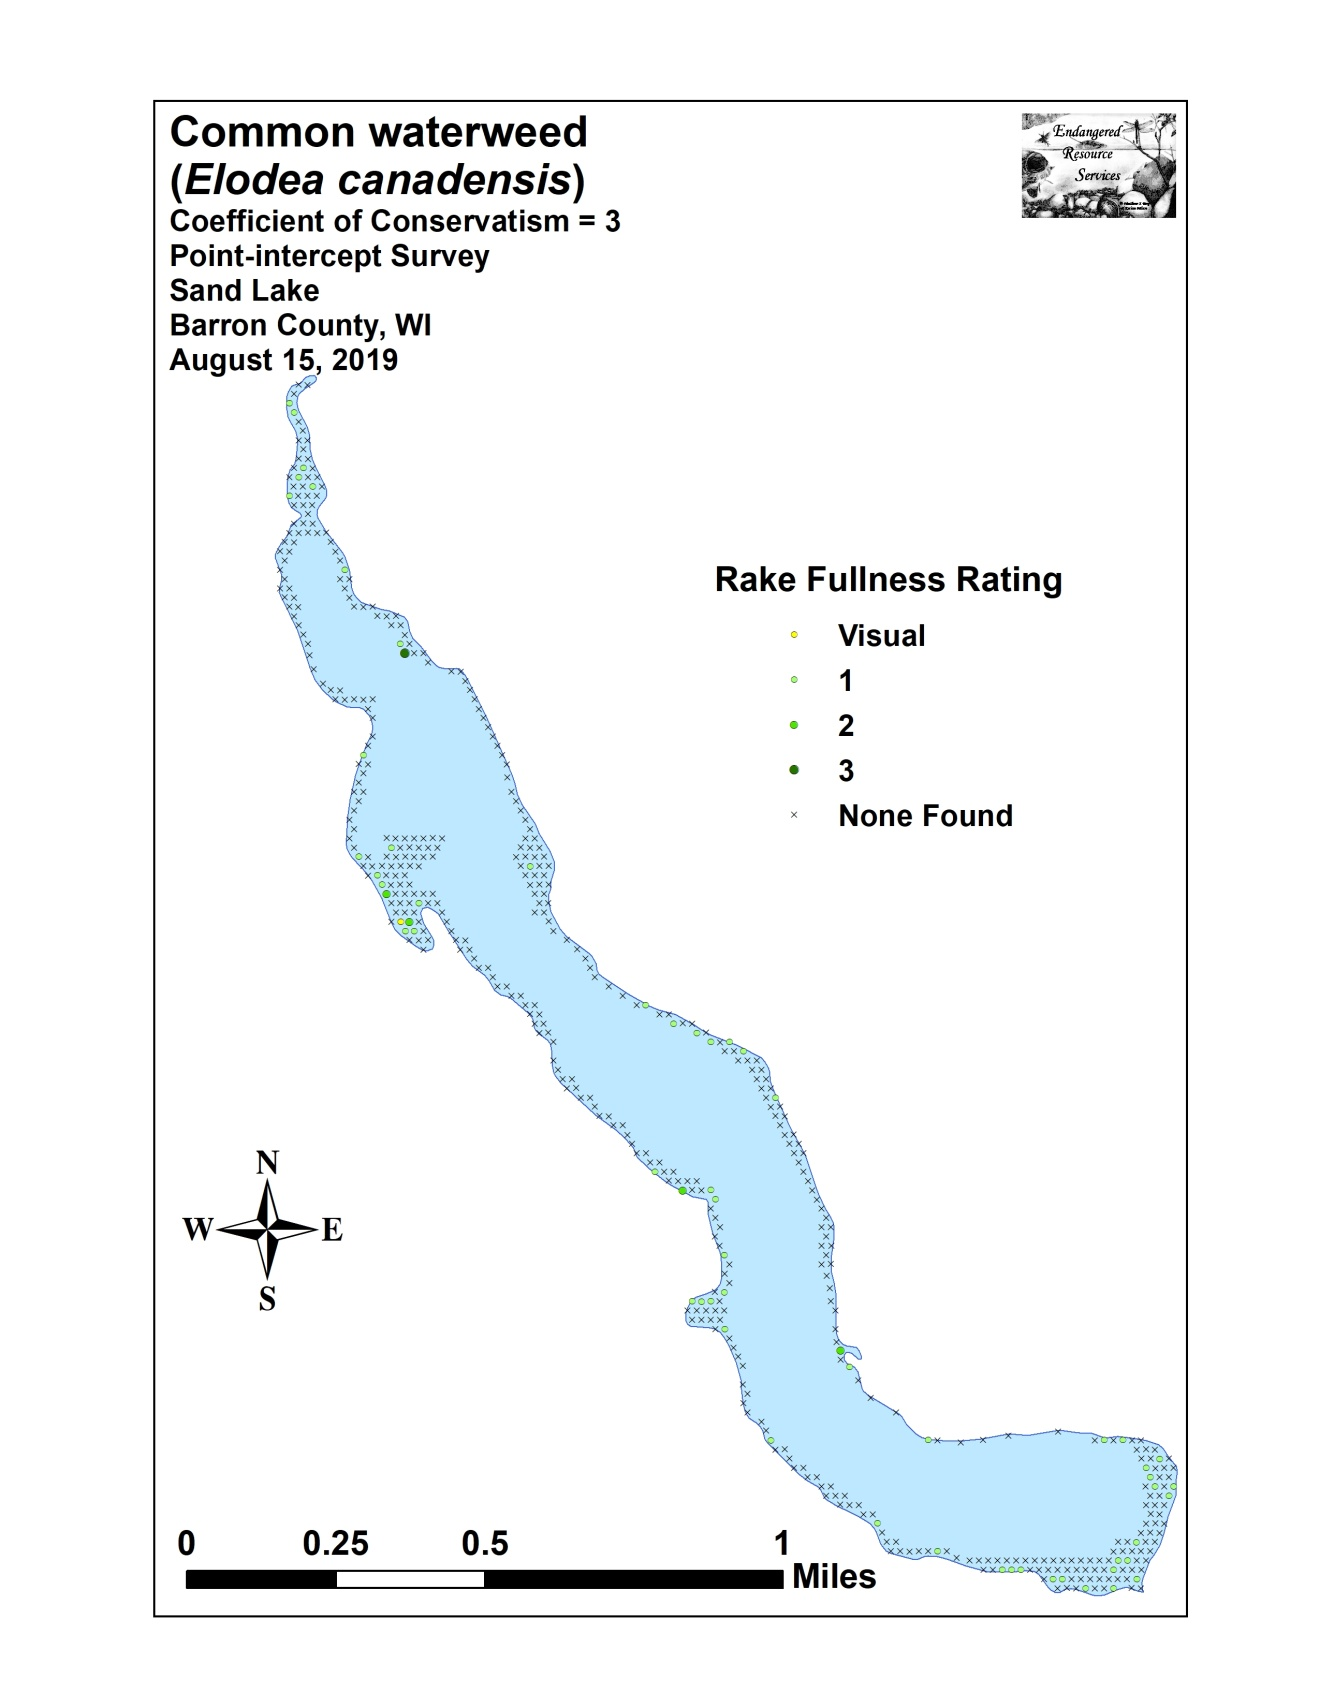 Common waterweed
(Elodea canadensis)
Coefficient of Conservatism = 3
Point-intercept Survey
Sand Lake
Barron County, WI
August 15, 2019
Endangered
Resource
Services
Rake Fullness Rating
Visual
1
2
3
None Found
N
W E
S
0 0.25 0.5 1
Miles